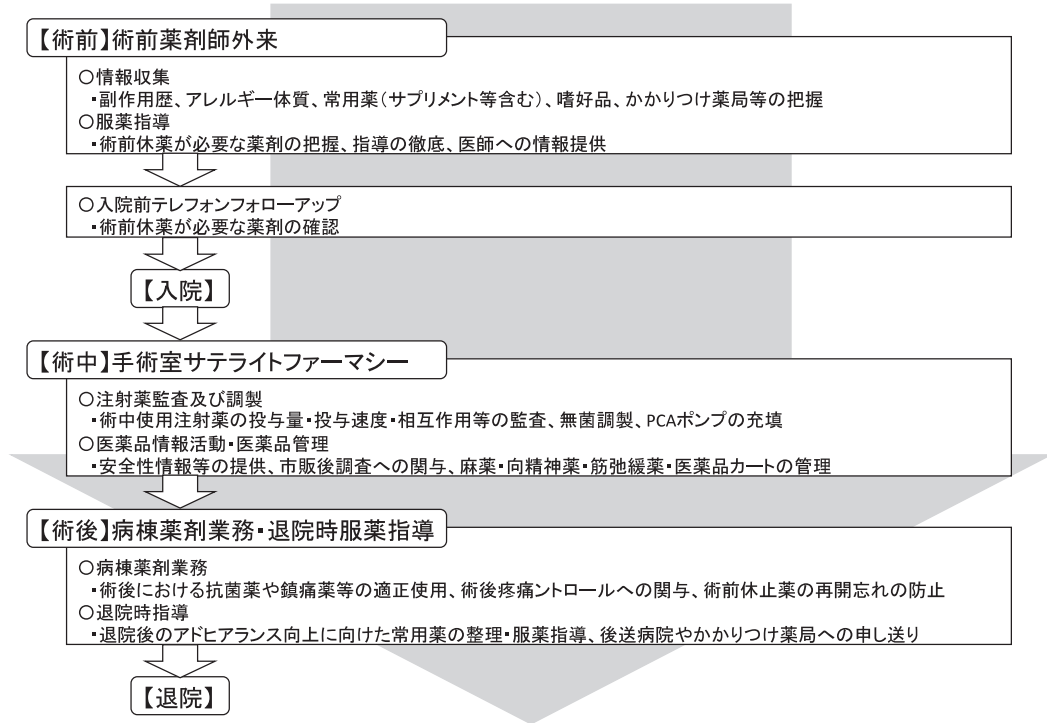 【術前】術前薬剤師外来
○情報収集
・副作用歴、アレルギー体質、常用薬（サプリメント等含む）、嗜好品、かかりつけ薬局等の把握
○服薬指導
・術前休薬が必要な薬剤の把握、指導の徹底、医師への情報提供
○入院前テレフォンフォローアップ
・術前休薬が必要な薬剤の確認
【入院】
【術中】手術室サテライトファーマシー
○注射薬監査及び調製
・術中使用注射薬の投与量・投与速度・相互作用等の監査、無菌調製、PCAポンプの充填
○医薬品情報活動・医薬品管理
・安全性情報等の提供、市販後調査への関与、麻薬・向精神薬・筋弛緩薬・医薬品カートの管理
【術後】病棟薬剤業務・退院時服薬指導
○病棟薬剤業務
・術後における抗菌薬や鎮痛薬等の適正使用、術後疼痛ントロールへの関与、術前休止薬の再開忘れの防止
○退院時指導
・退院後のアドヒアランス向上に向けた常用薬の整理・服薬指導、後送病院やかかりつけ薬局への申し送り
【退院】